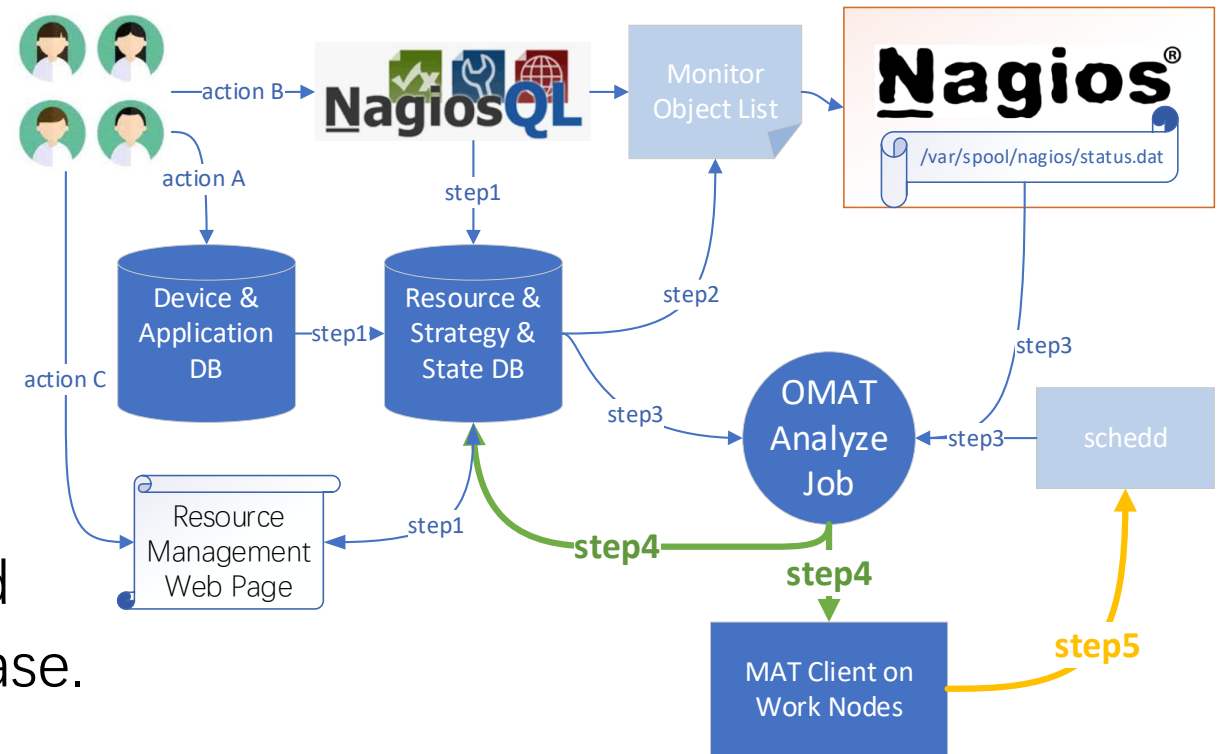 action B
NagiosQL
Monitor
Object List
Nagios®
/var/spool/nagios/status.dat
action A
step1
Device &
Application
DB
step1
Resource &
Strategy &
State DB
step2
step3
action C
step3
OMAT
Analyze
Job
step3
schedd
Resource
Management
Web Page
step1
step4
step4
step5
MAT Client on
Work Nodes
d
ase.